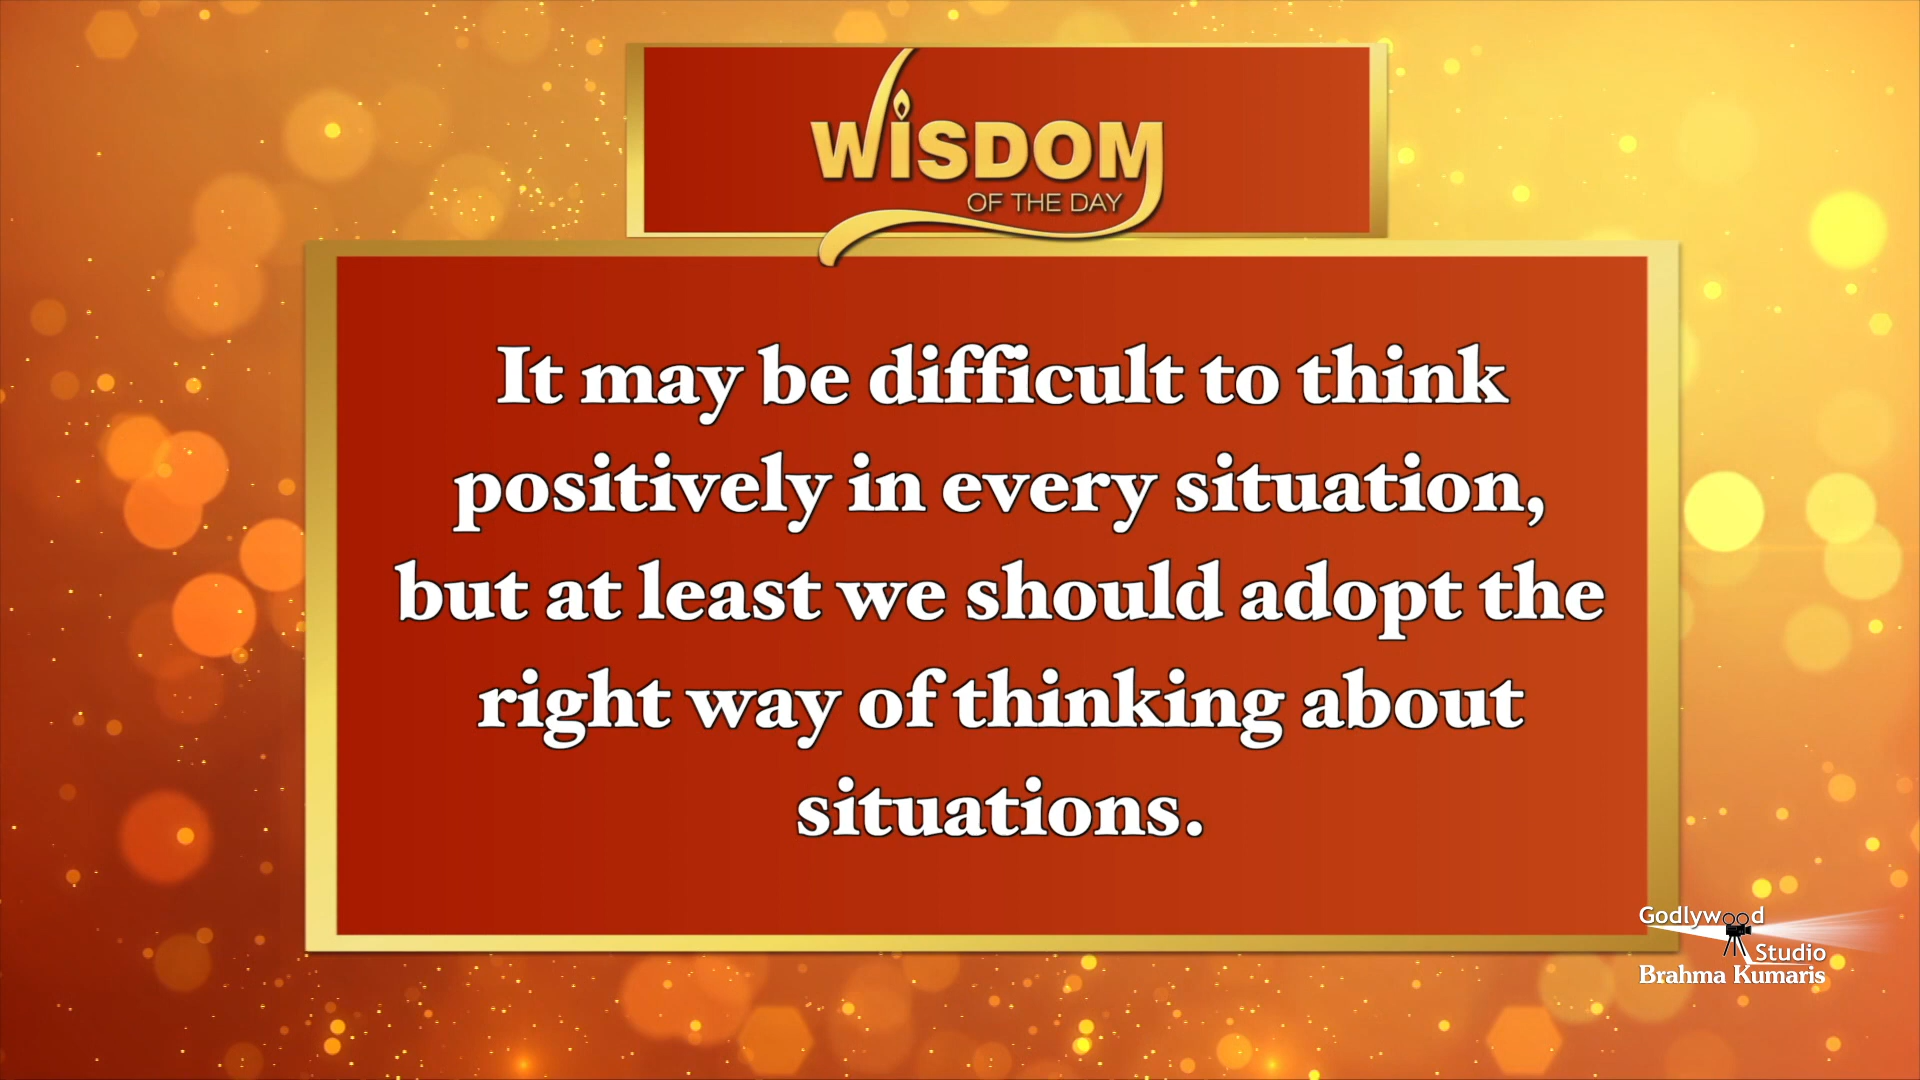 WISDOM
OF THE DAY
It may be difficult to think
positively in every situation,
but at least we should adopt the
right way of thinking about
situations.
Godlywood
Studio
Brahma Kumaris